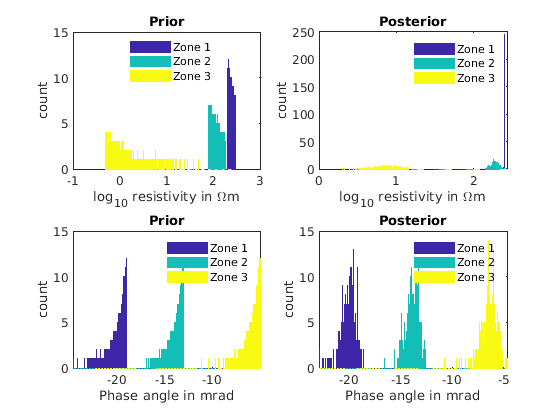 Prior
Posterior
15
10
5
0
-1
0
1
2
3
count
log10 resistivity in Ωm
Zone 1
Zone 2
Zone 3
250
200
150
100
50
0
0
1
2
count
log10 resistivity in Ωm
Zone 1
Zone 2
Zone 3
Prior
Posterior
15
10
5
0
-20
-15
-10
count
Phase angle in mrad
Zone 1
Zone 2
Zone 3
15
10
5
0
-20
-15
-10
-5
count
Phase angle in mrad
Zone 1
Zone 2
Zone 3